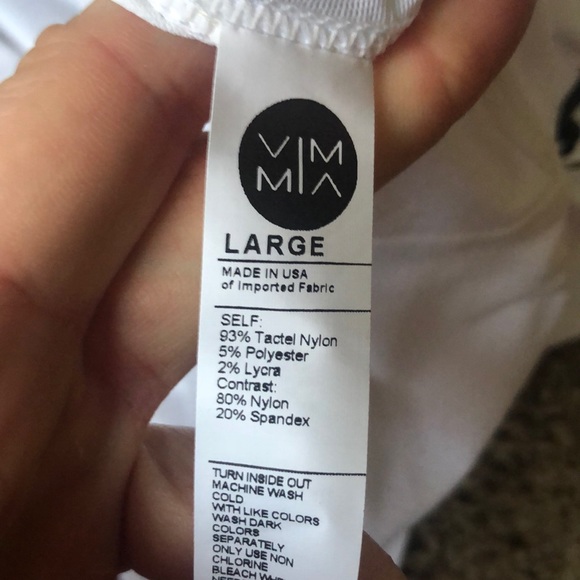 VIM
MIA
LARGE
MADE IN USA
of Imported Fabric
SELF:
93% Tactel Nylon
5% Polyester
2% Lycra
Contrast:
80% Nylon
20% Spandex
TURN INSIDE OUT
MACHINE WASH
COLD
WITH LIKE COLORS
WASH DARK
COLORS
SEPARATELY
ONLY USE NON
CHLORINE
BLEACH